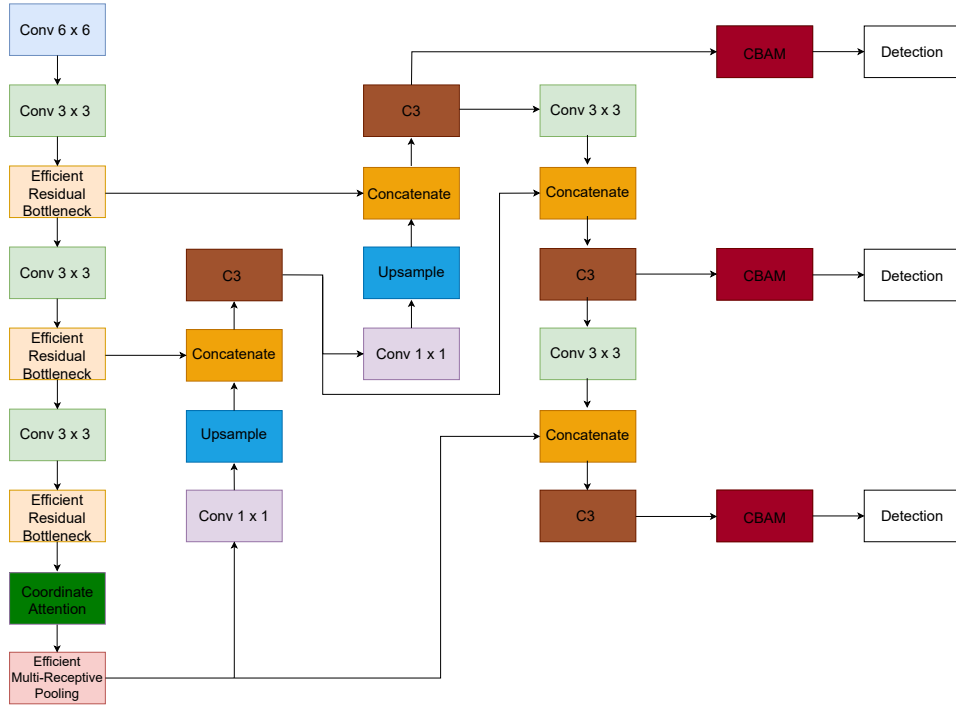 Conv 6 x 6
Conv 3 x 3
Efficient
Residual
Bottleneck
Conv 3 x 3
Efficient
Residual
Bottleneck
Conv 3 x 3
Efficient
Residual
Bottleneck
Coordinate
Attention
Efficient
Multi-Receptive
Pooling
C3
Concatenate
Upsample
Conv 1 x 1
C3
Concatenate
Upsample
Conv 1 x 1
Conv 3 x 3
Concatenate
C3
Conv 3 x 3
Concatenate
C3
CBAM
Detection
CBAM
Detection
CBAM
Detection